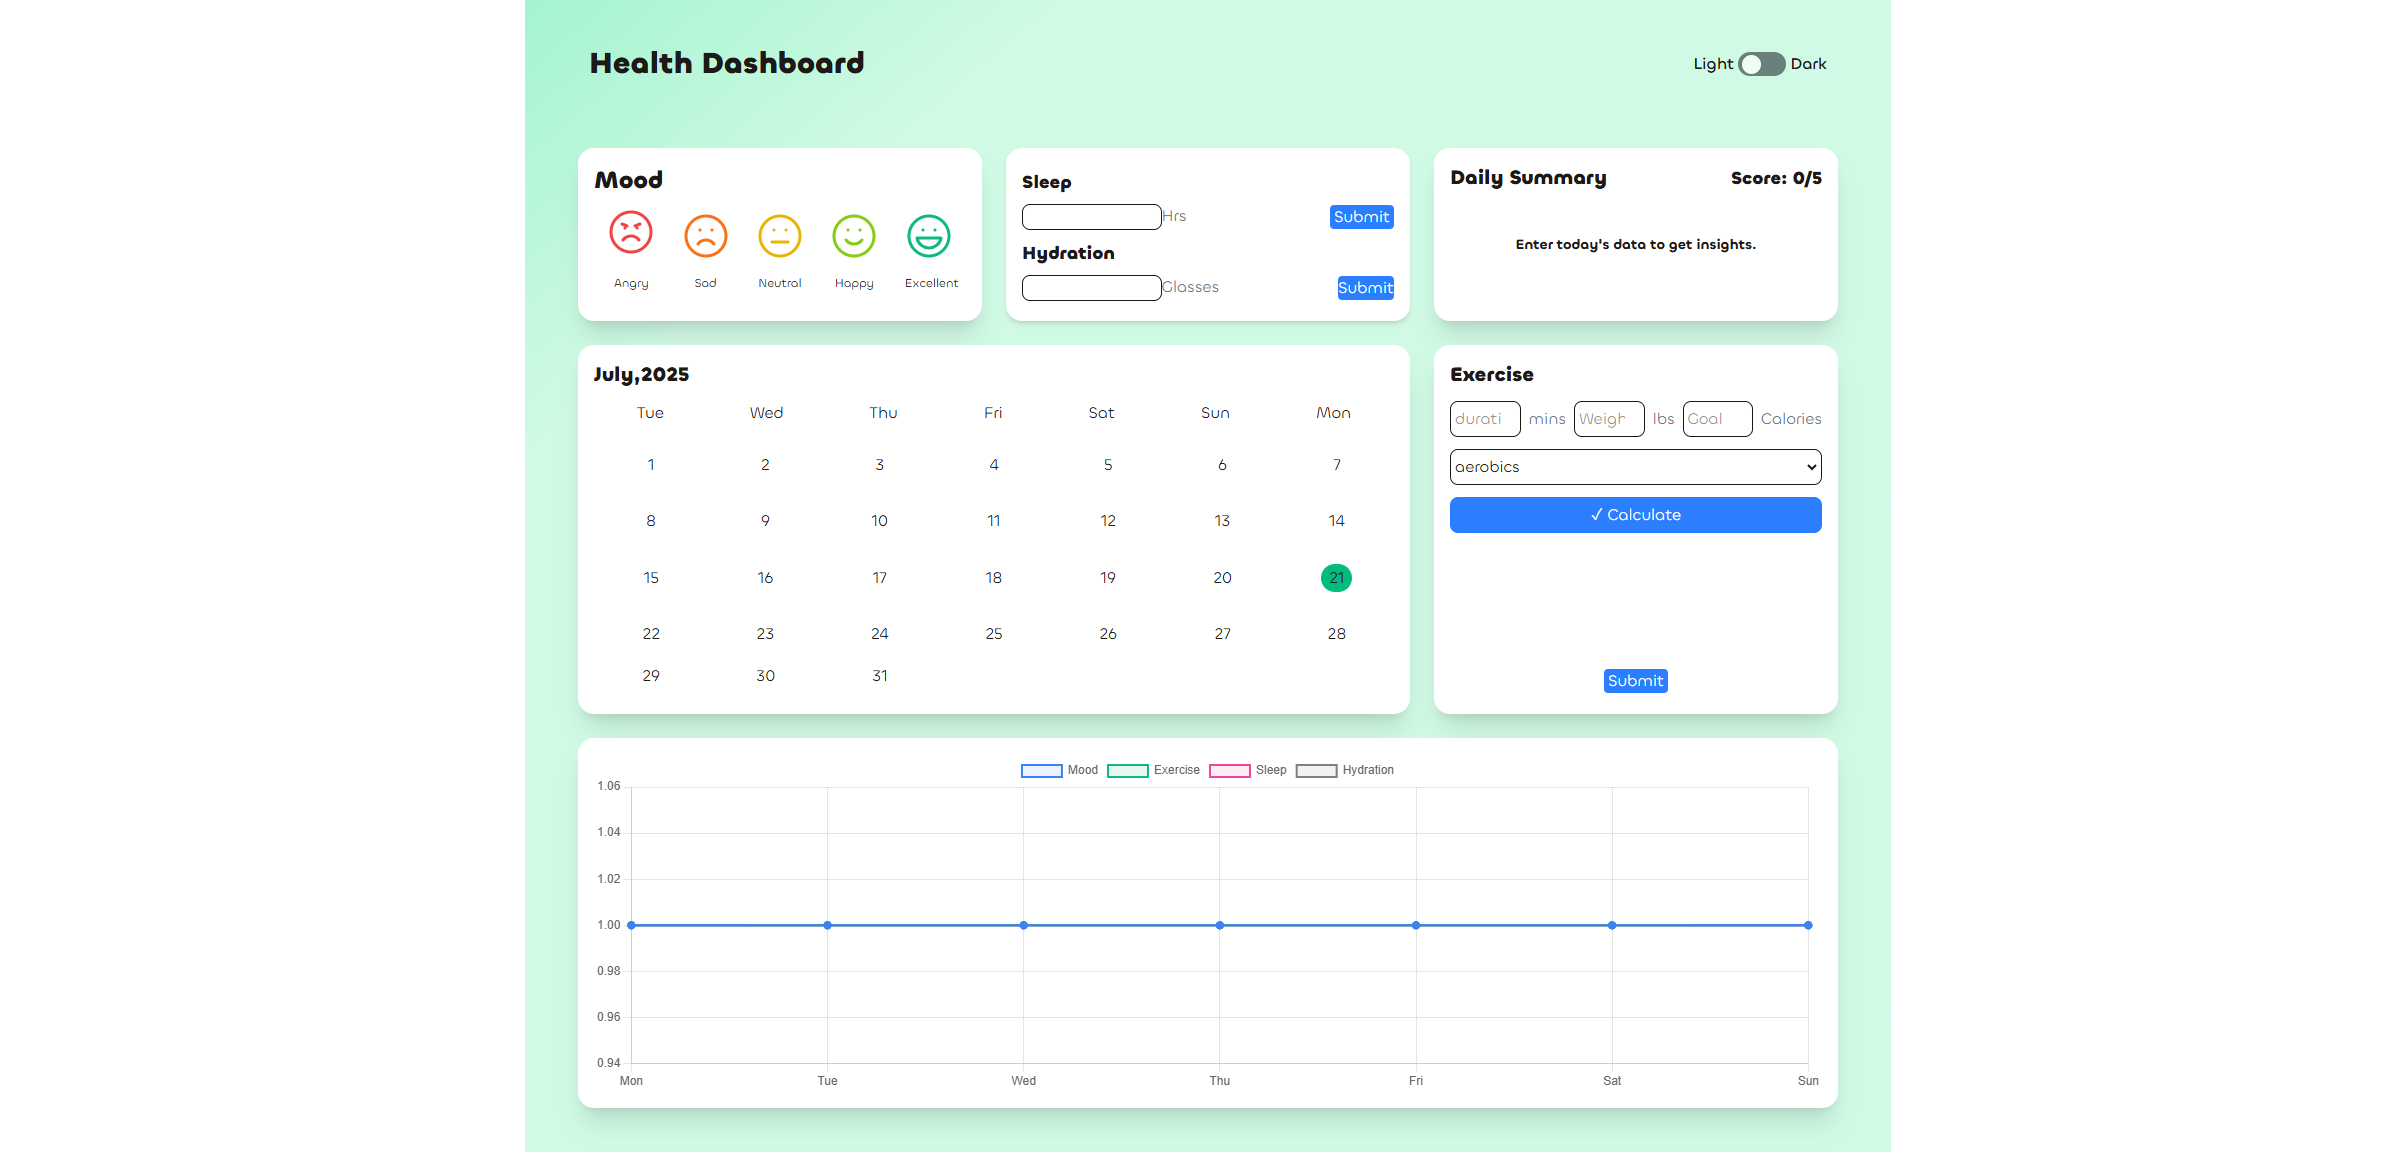 Health Dashboard
Light Dark
Mood
Angry Sad Neutral Happy Excellent
Sleep
Hrs Submit
Hydration
Glasses Submit
Daily Summary Score: 0/5
Enter today's data to get insights.
July,2025
Tue Wed Thu Fri Sat Sun Mon
1 2 3 4 5 6 7
8 9 10 11 12 13 14
15 16 17 18 19 20 21
22 23 24 25 26 27 28
29 30 31
Exercise
durati mins Weigh lbs Goal Calories
aerobics
✓ Calculate
Submit
Mood Exercise Sleep Hydration
1.06
1.04
1.02
1.00
0.98
0.96
0.94
Mon Tue Wed Thu Fri Sat Sun